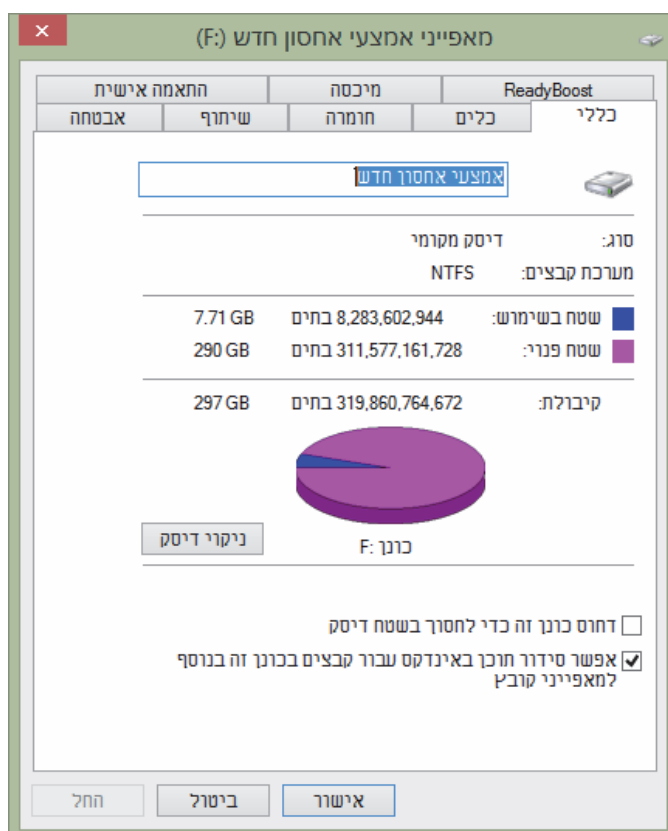 מאפייני אמצעי אחסון חדש (F:)
ReadyBoost מיכסה התאמה אישית
כללי כלים חומרה שיתוף אבטחה
אמצעי אחסון חדש1
סוג: דיסק מקומי
מערכת קבצים: NTFS
שטח בשימוש: 8,283,602,944 בתים 7.71 GB
שטח פנוי: 311,577,161,728 בתים 290 GB
קיבולת: 319,860,764,672 בתים 297 GB
כונן F:
ניקוי דיסק
דחוס כונן זה כדי לחסוך בשטח דיסק
אפשר סידור תוכן באינדקס עבור קבצים בכונן זה בנוסף
למאפייני קובץ
אישור ביטול החל